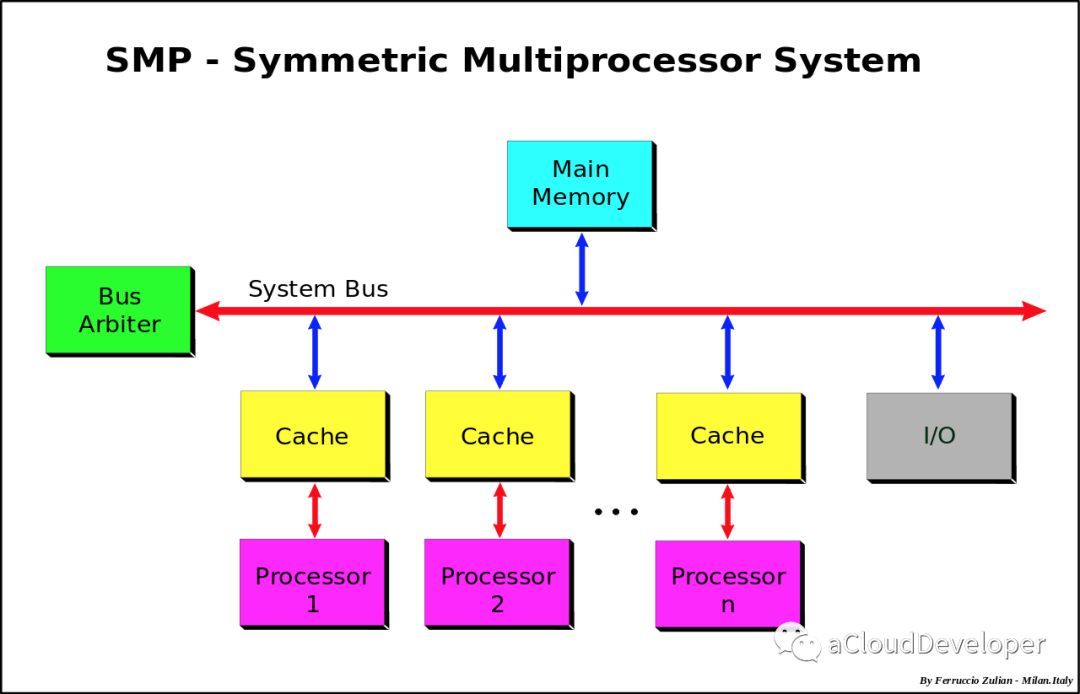 SMP - Symmetric Multiprocessor System
Main
Memory
Bus
Arbiter
System Bus
Cache
Cache
Cache
I/O
...
Processor
1
Processor
2
Processor
n
aCloudDeveloper
By Ferruccio Zulian - Milan.Italy